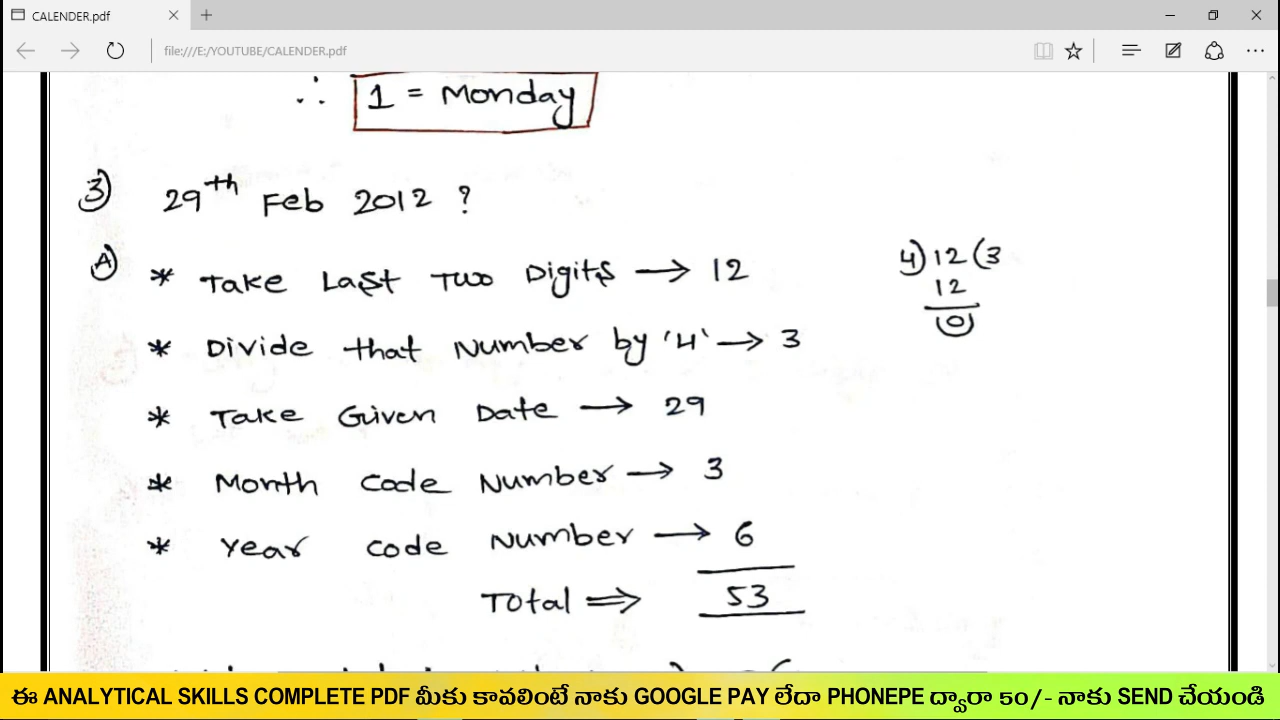 CALENDER.pdf
file:///E:/YOUTUBE/CALENDER.pdf
∴ 1 = Monday
3) 29th Feb 2012 ?
A) * Take Last Two Digits → 12
4) 12 (3
12
0
* Divide that Number by '4' → 3
* Take Given Date → 29
* Month Code Number → 3
* Year Code Number → 6
Total ⇒ 53
ఈ ANALYTICAL SKILLS COMPLETE PDF మీకు కావలింటే నాకు GOOGLE PAY లేదా PHONEPE ద్వారా 50/- నాకు SEND చేయండి